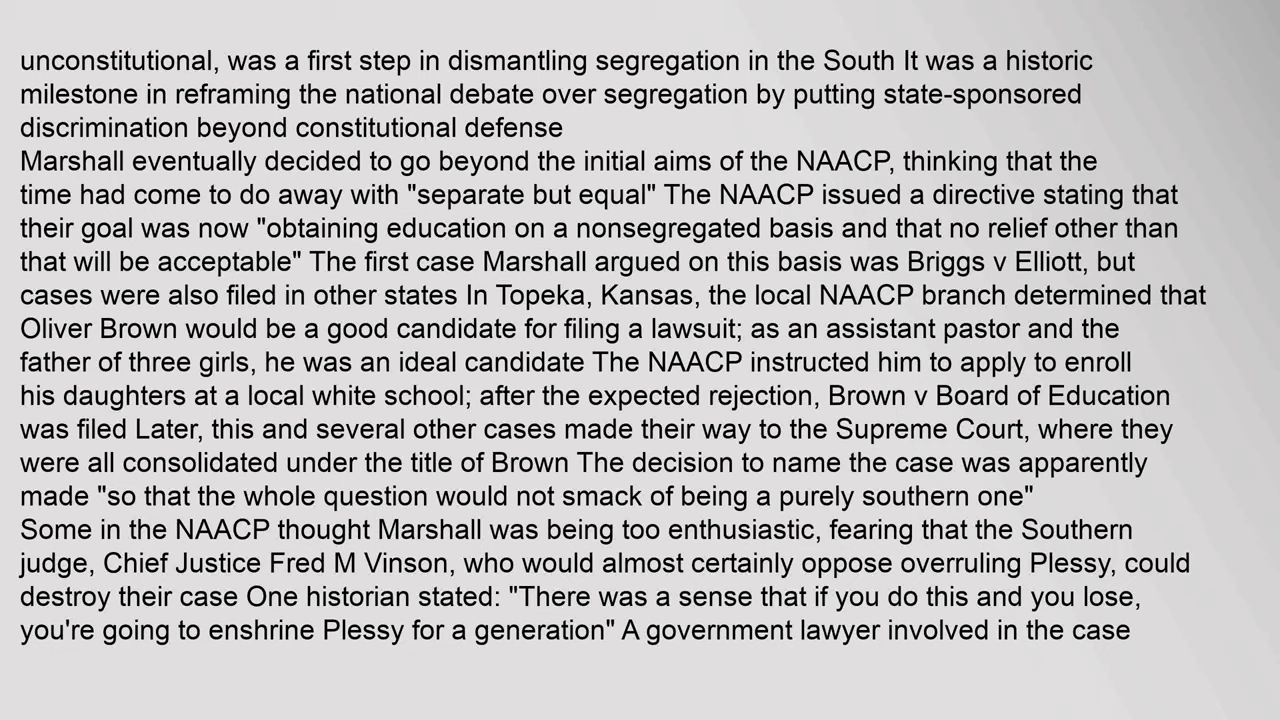 unconstitutional, was a first step in dismantling segregation in the South It was a historic
milestone in reframing the national debate over segregation by putting state-sponsored
discrimination beyond constitutional defense
Marshall eventually decided to go beyond the initial aims of the NAACP, thinking that the
time had come to do away with "separate but equal" The NAACP issued a directive stating that
their goal was now "obtaining education on a nonsegregated basis and that no relief other than
that will be acceptable" The first case Marshall argued on this basis was Briggs v Elliott, but
cases were also filed in other states In Topeka, Kansas, the local NAACP branch determined that
Oliver Brown would be a good candidate for filing a lawsuit; as an assistant pastor and the
father of three girls, he was an ideal candidate The NAACP instructed him to apply to enroll
his daughters at a local white school; after the expected rejection, Brown v Board of Education
was filed Later, this and several other cases made their way to the Supreme Court, where they
were all consolidated under the title of Brown The decision to name the case was apparently
made "so that the whole question would not smack of being a purely southern one"
Some in the NAACP thought Marshall was being too enthusiastic, fearing that the Southern
judge, Chief Justice Fred M Vinson, who would almost certainly oppose overruling Plessy, could
destroy their case One historian stated: "There was a sense that if you do this and you lose,
you're going to enshrine Plessy for a generation" A government lawyer involved in the case